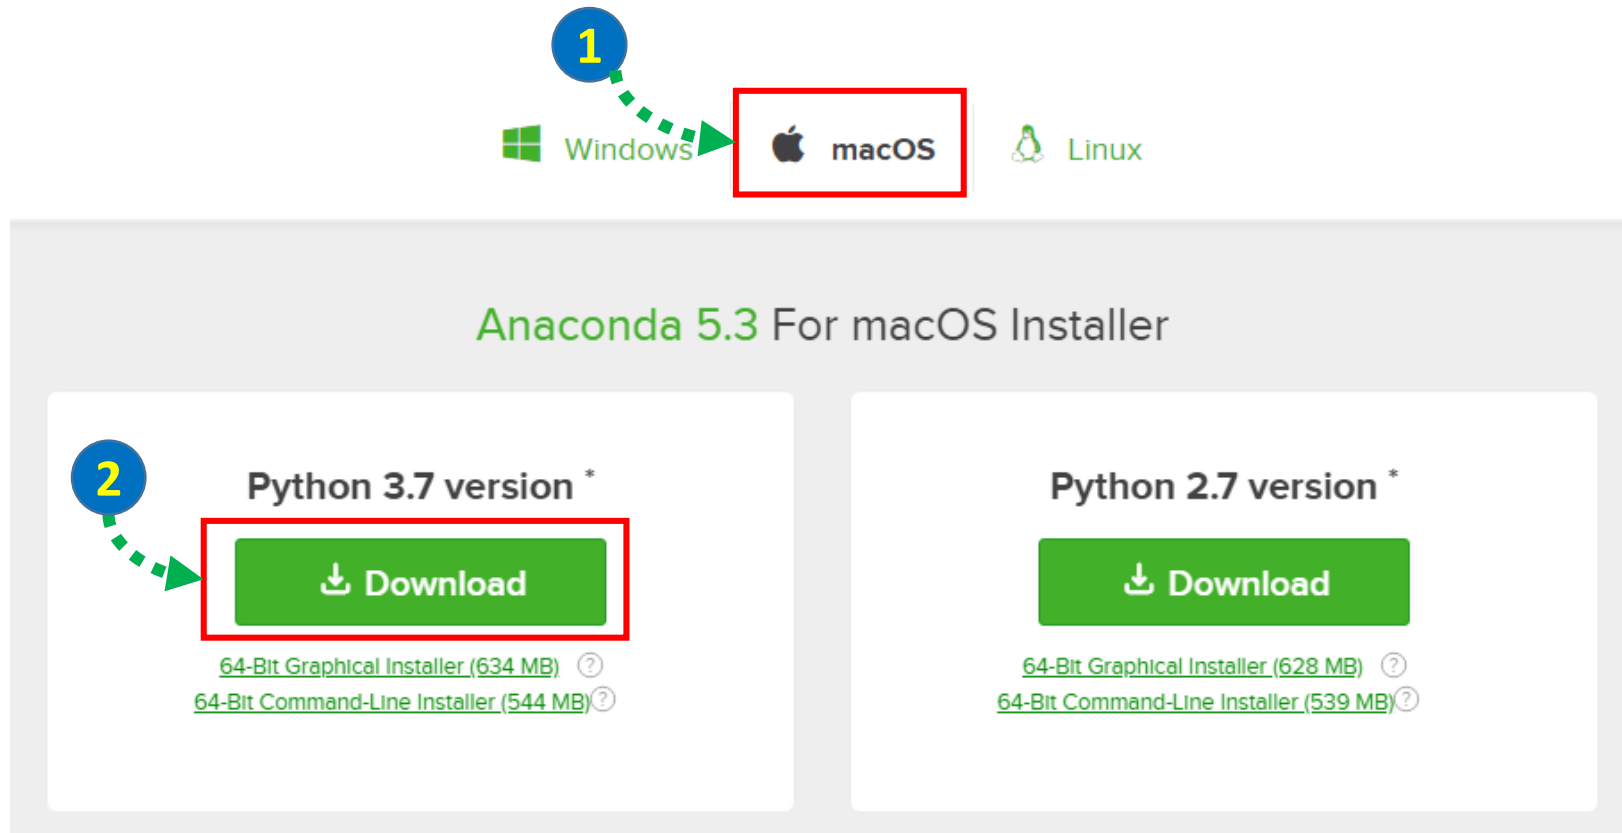 1
Windows macOS Linux
Anaconda 5.3 For macOS Installer
2
Python 3.7 version *
Download
64-Bit Graphical Installer (634 MB) ?
64-Bit Command-Line Installer (544 MB) ?
Python 2.7 version *
Download
64-Bit Graphical Installer (628 MB) ?
64-Bit Command-Line Installer (539 MB) ?